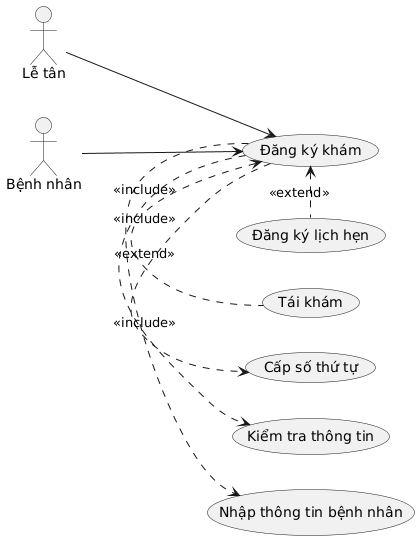 Lễ tân
Bệnh nhân
Đăng ký khám
«include»
«extend»
«include»
Đăng ký lịch hẹn
«extend»
Tái khám
«include»
Cấp số thứ tự
Kiểm tra thông tin
Nhập thông tin bệnh nhân